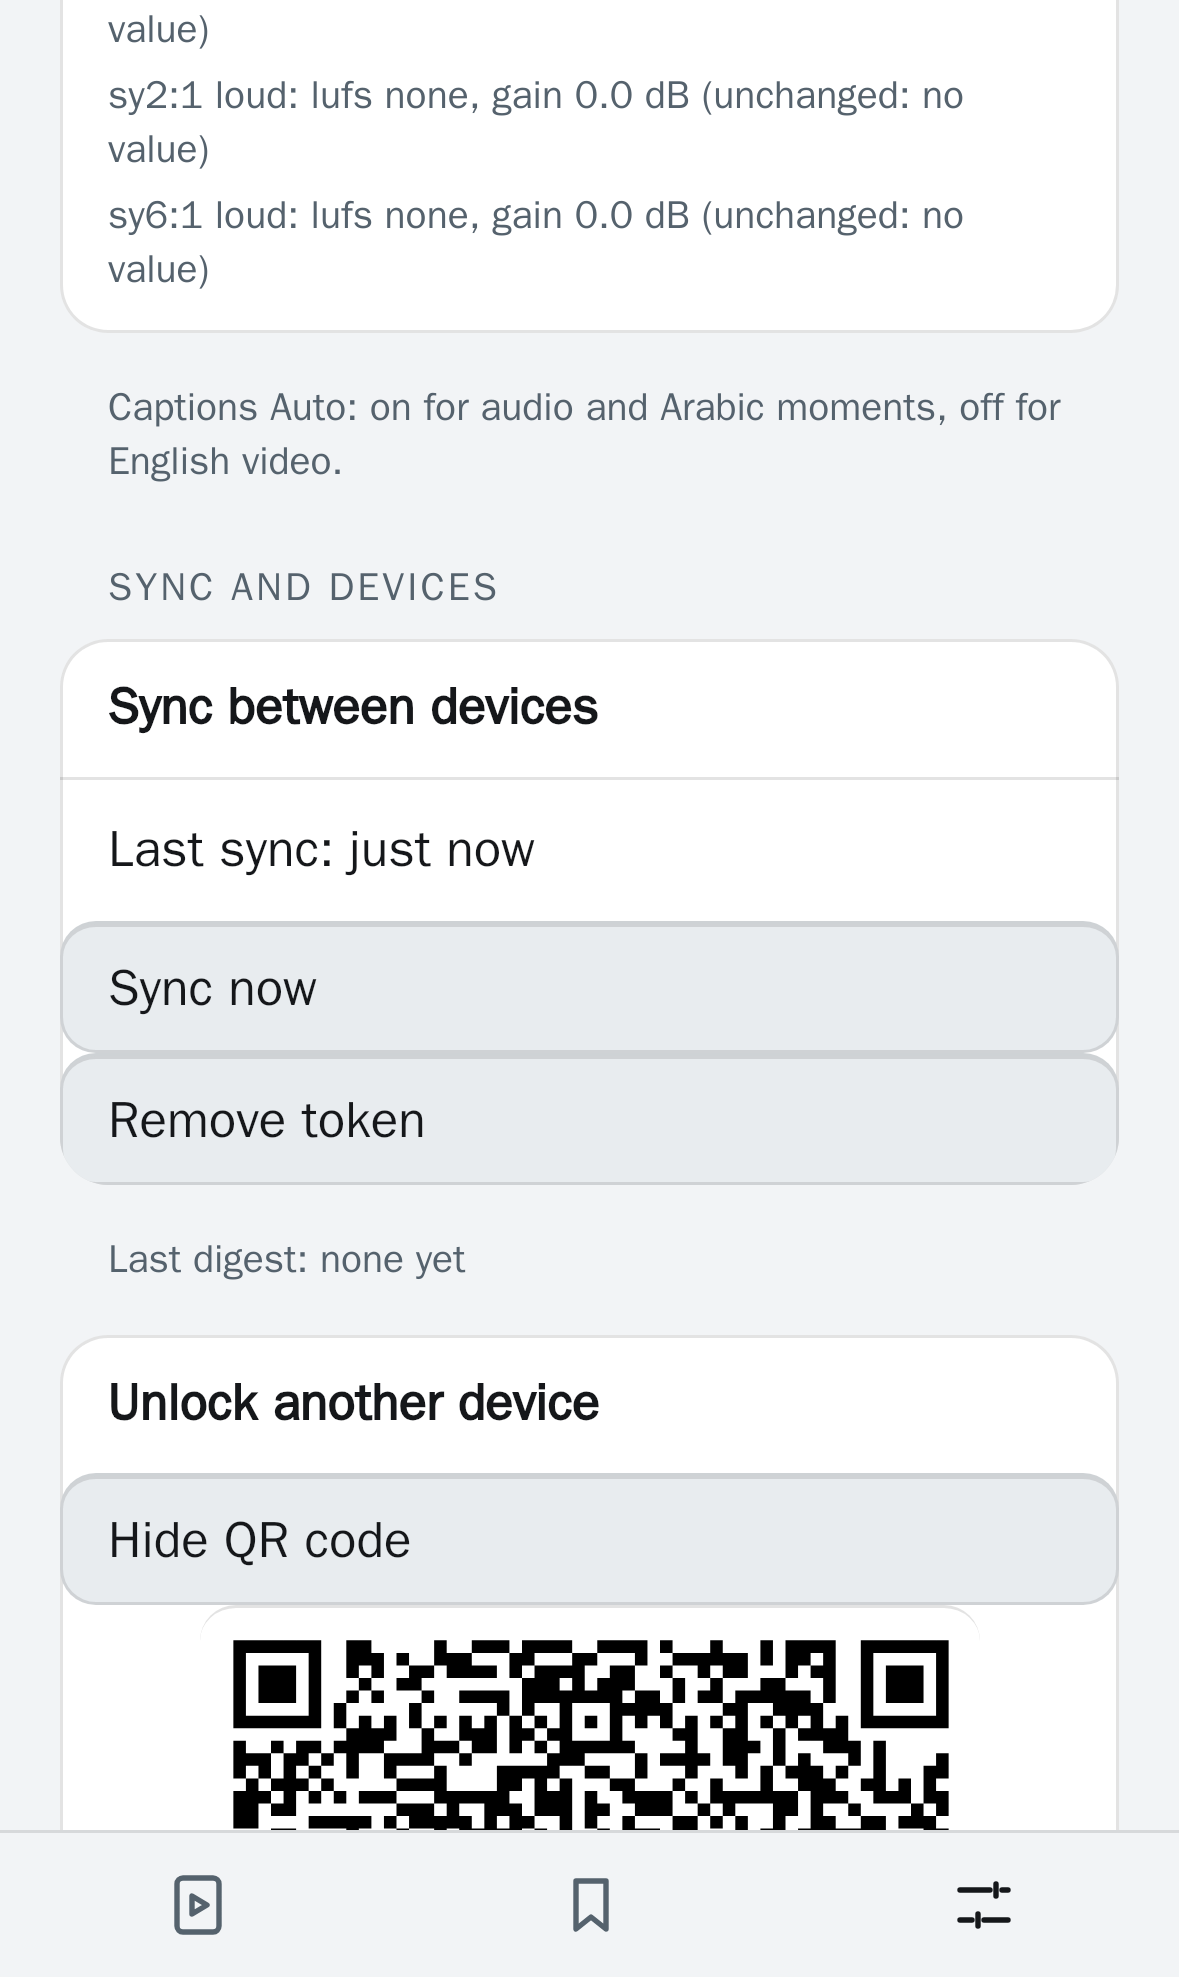 value)
sy2:1 loud: lufs none, gain 0.0 dB (unchanged: no
value)
sy6:1 loud: lufs none, gain 0.0 dB (unchanged: no
value)
Captions Auto: on for audio and Arabic moments, off for
English video.
SYNC AND DEVICES
Sync between devices
Last sync: just now
Sync now
Remove token
Last digest: none yet
Unlock another device
Hide QR code